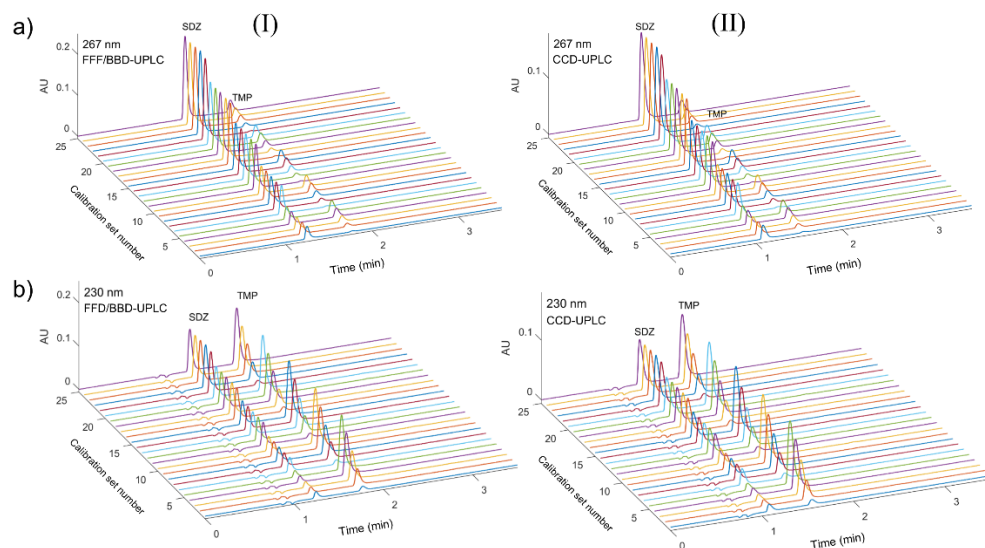 a)
(I)
(II)
SDZ
267 nm
FFF/BBD-UPLC
TMP
AU
0.2
0.1
0
25
20
15
10
5
Calibration set number
0
1
2
3
Time (min)
SDZ
267 nm
CCD-UPLC
TMP
AU
0.1
0
25
20
15
10
5
Calibration set number
0
1
2
3
Time (min)
b)
230 nm
FFD/BBD-UPLC
SDZ
TMP
AU
0.2
0.1
0
25
20
15
10
5
Calibration set number
0
1
2
3
Time (min)
230 nm
CCD-UPLC
SDZ
TMP
AU
0.1
0
25
20
15
10
5
Calibration set number
0
1
2
3
Time (min)